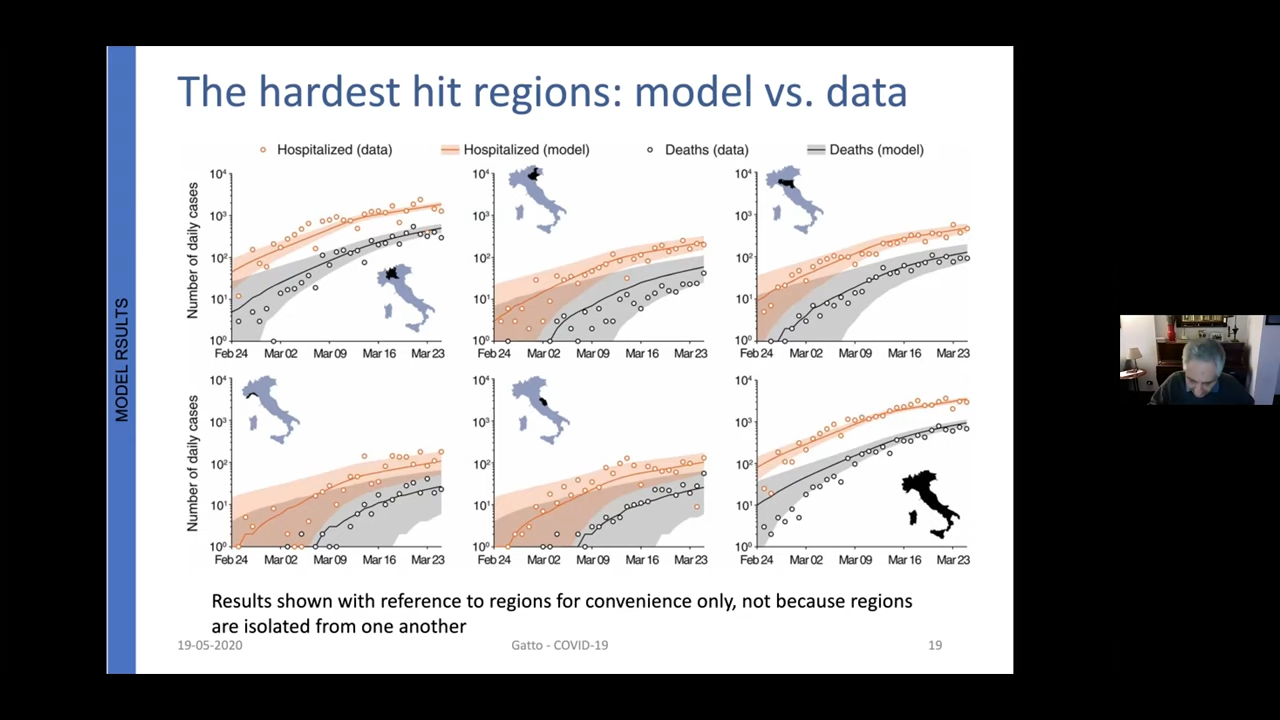 The hardest hit regions: model vs. data
Hospitalized (data) Hospitalized (model) Deaths (data) Deaths (model)
MODEL RSULTS
Number of daily cases
10⁴
10³
10²
10¹
10⁰
Feb 24 Mar 02 Mar 09 Mar 16 Mar 23
10⁴
10³
10²
10¹
10⁰
Feb 24 Mar 02 Mar 09 Mar 16 Mar 23
10⁴
10³
10²
10¹
10⁰
Feb 24 Mar 02 Mar 09 Mar 16 Mar 23
Number of daily cases
10⁴
10³
10²
10¹
10⁰
Feb 24 Mar 02 Mar 09 Mar 16 Mar 23
10⁴
10³
10²
10¹
10⁰
Feb 24 Mar 02 Mar 09 Mar 16 Mar 23
10⁴
10³
10²
10¹
10⁰
Feb 24 Mar 02 Mar 09 Mar 16 Mar 23
Results shown with reference to regions for convenience only, not because regions
are isolated from one another
19-05-2020 Gatto - COVID-19 19